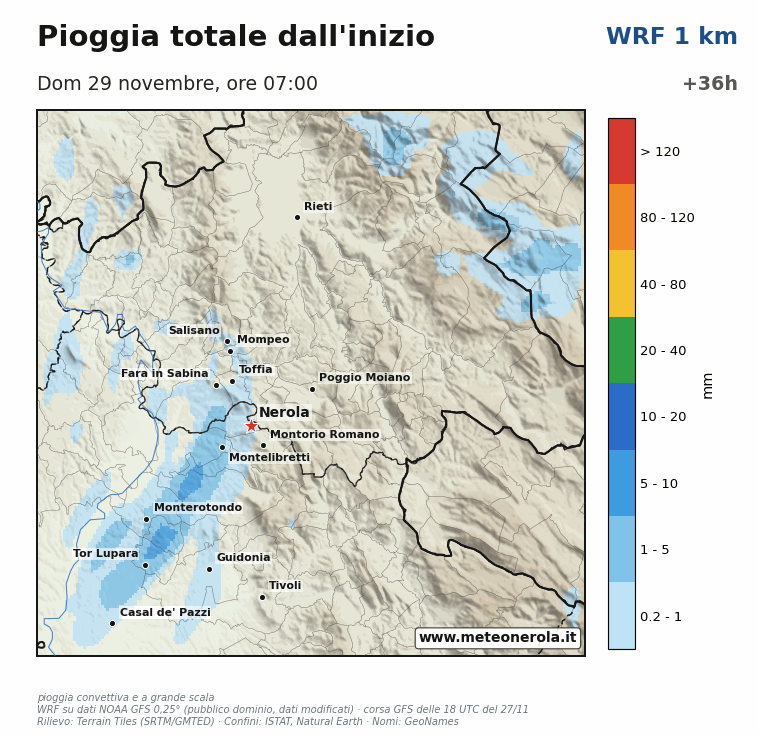 Pioggia totale dall'inizio
WRF 1 km
Dom 29 novembre, ore 07:00
+36h
Rieti
Salisano
Mompeo
Fara in Sabina
Toffia
Poggio Moiano
Nerola
Montorio Romano
Montelibretti
Monterotondo
Tor Lupara
Guidonia
Tivoli
Casal de' Pazzi
www.meteonerola.it
> 120
80 - 120
40 - 80
20 - 40
10 - 20
5 - 10
1 - 5
0.2 - 1
mm
pioggia convettiva e a grande scala
WRF su dati NOAA GFS 0,25° (pubblico dominio, dati modificati) · corsa GFS delle 18 UTC del 27/11
Rilievo: Terrain Tiles (SRTM/GMTED) · Confini: ISTAT, Natural Earth · Nomi: GeoNames